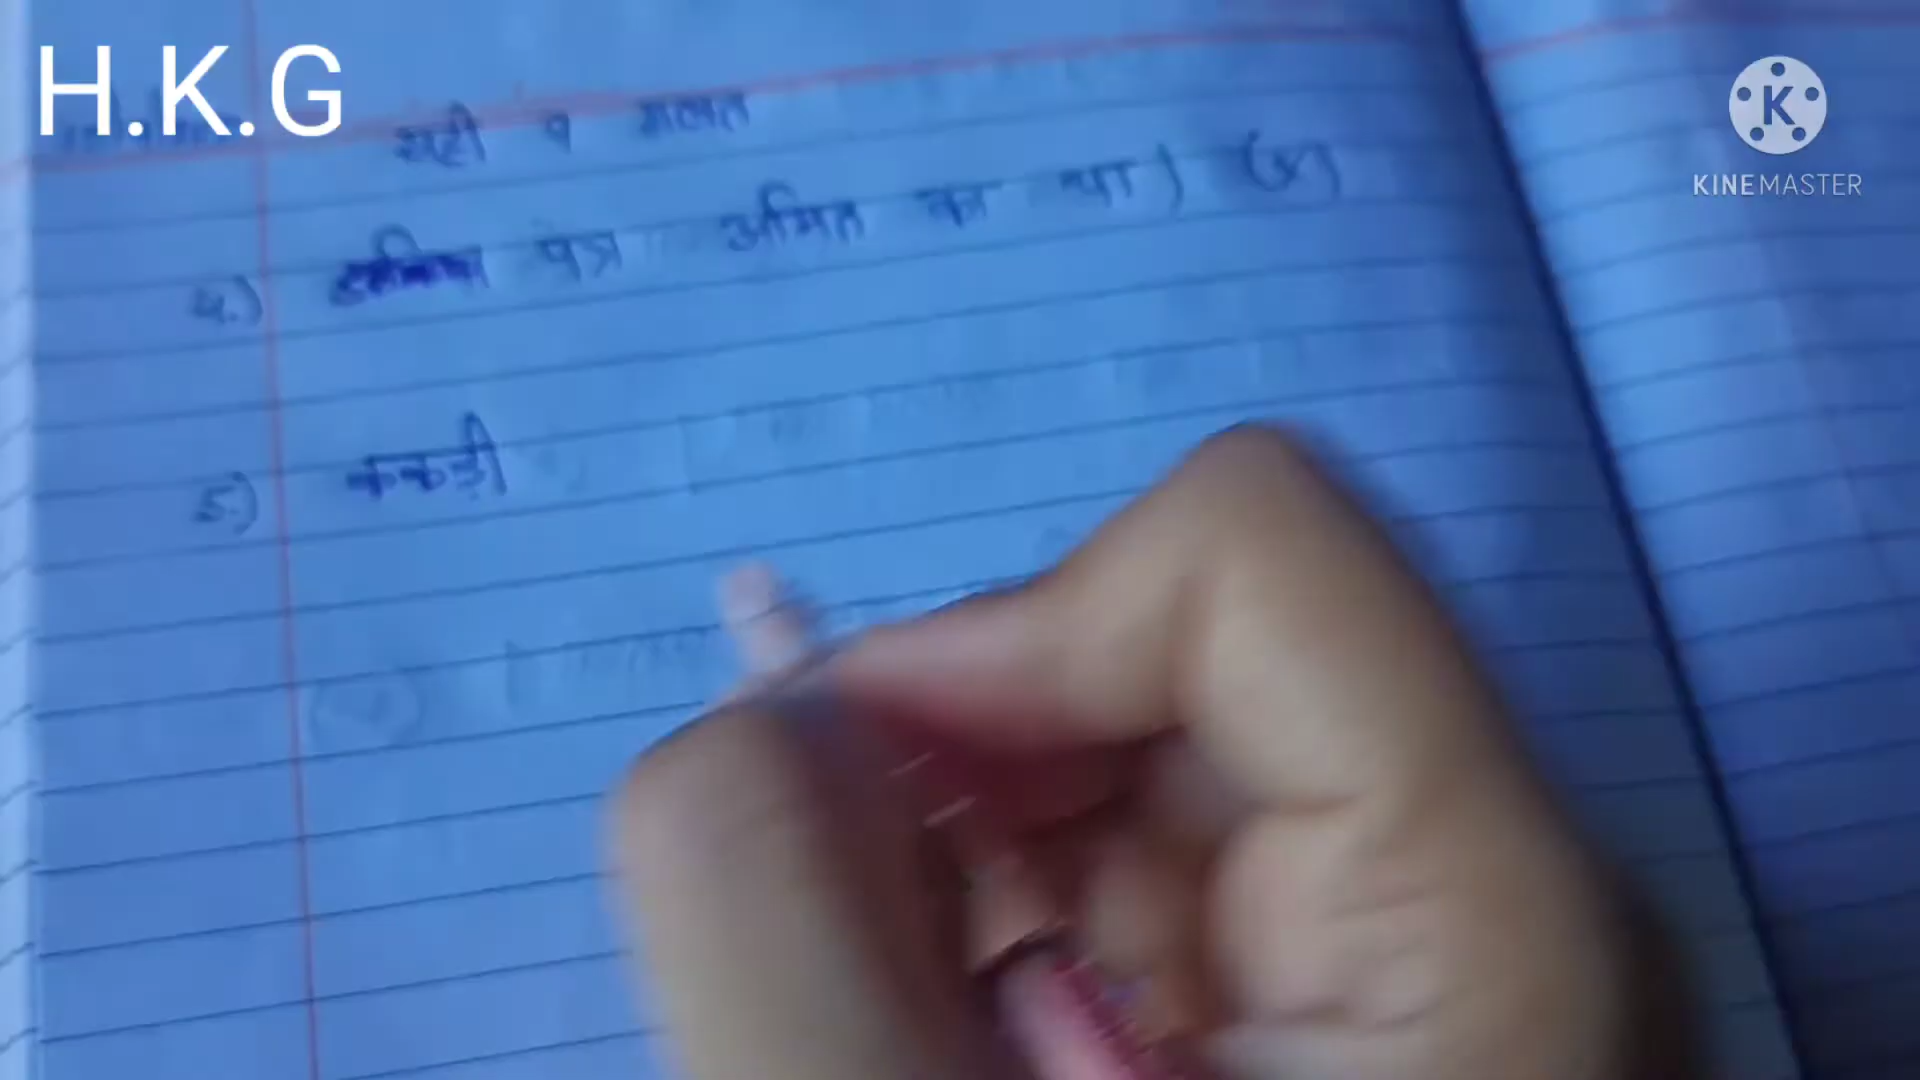 H.K.G
KINEMASTER
सही व गलत
4.) पत्र अमित का था)
5.) ककड़ी